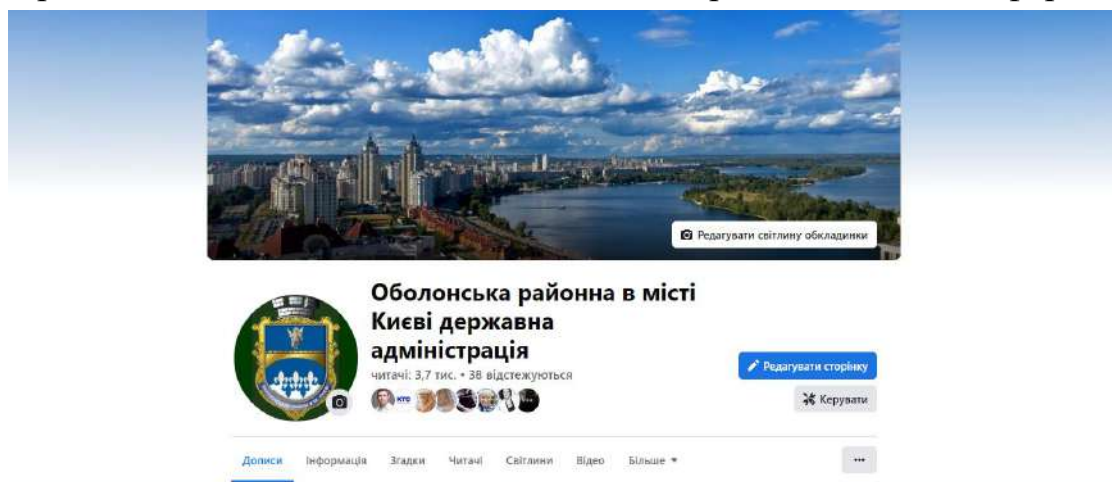 Редагувати світлину обкладинки
Оболонська районна в місті
Києві державна
адміністрація
читачі: 3,7 тис. • 38 відстежуються
КТО
Редагувати сторінку
Керувати
Дописи Інформація Згадки Читачі Світлини Відео Більше